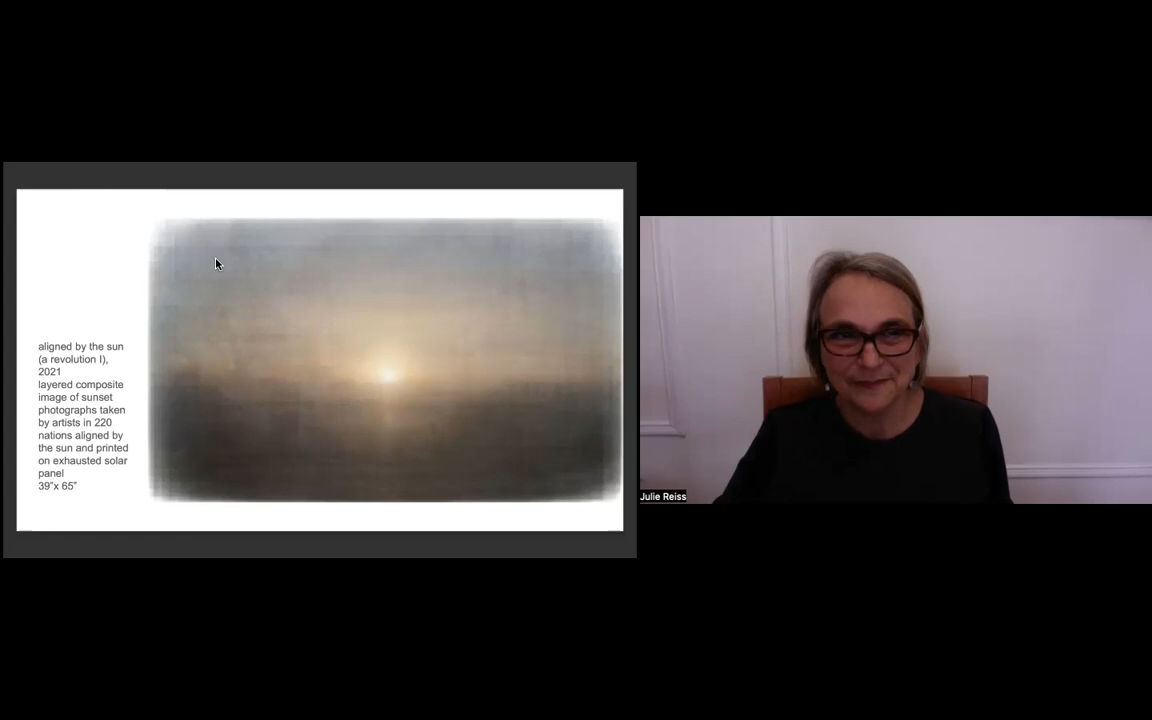 aligned by the sun
(a revolution I),
2021
layered composite
image of sunset
photographs taken
by artists in 220
nations aligned by
the sun and printed
on exhausted solar
panel
39”x 65”
Julie Reiss